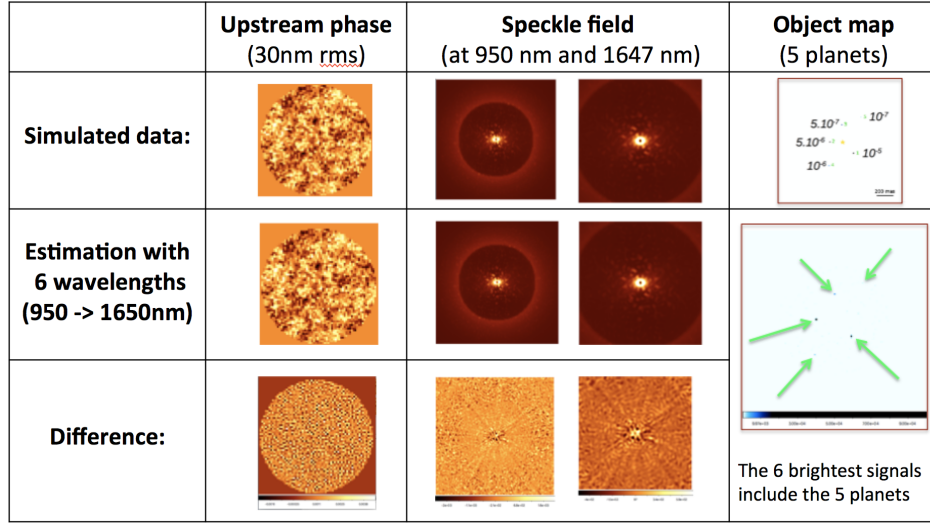 Upstream phase
(30nm rms)
Speckle field
(at 950 nm and 1647 nm)
Object map
(5 planets)
Simulated data:
5.10-7
10-7
5.10-6
10-5
10-6
200 mas
Estimation with
6 wavelengths
(950 -> 1650nm)
Difference:
The 6 brightest signals
include the 5 planets